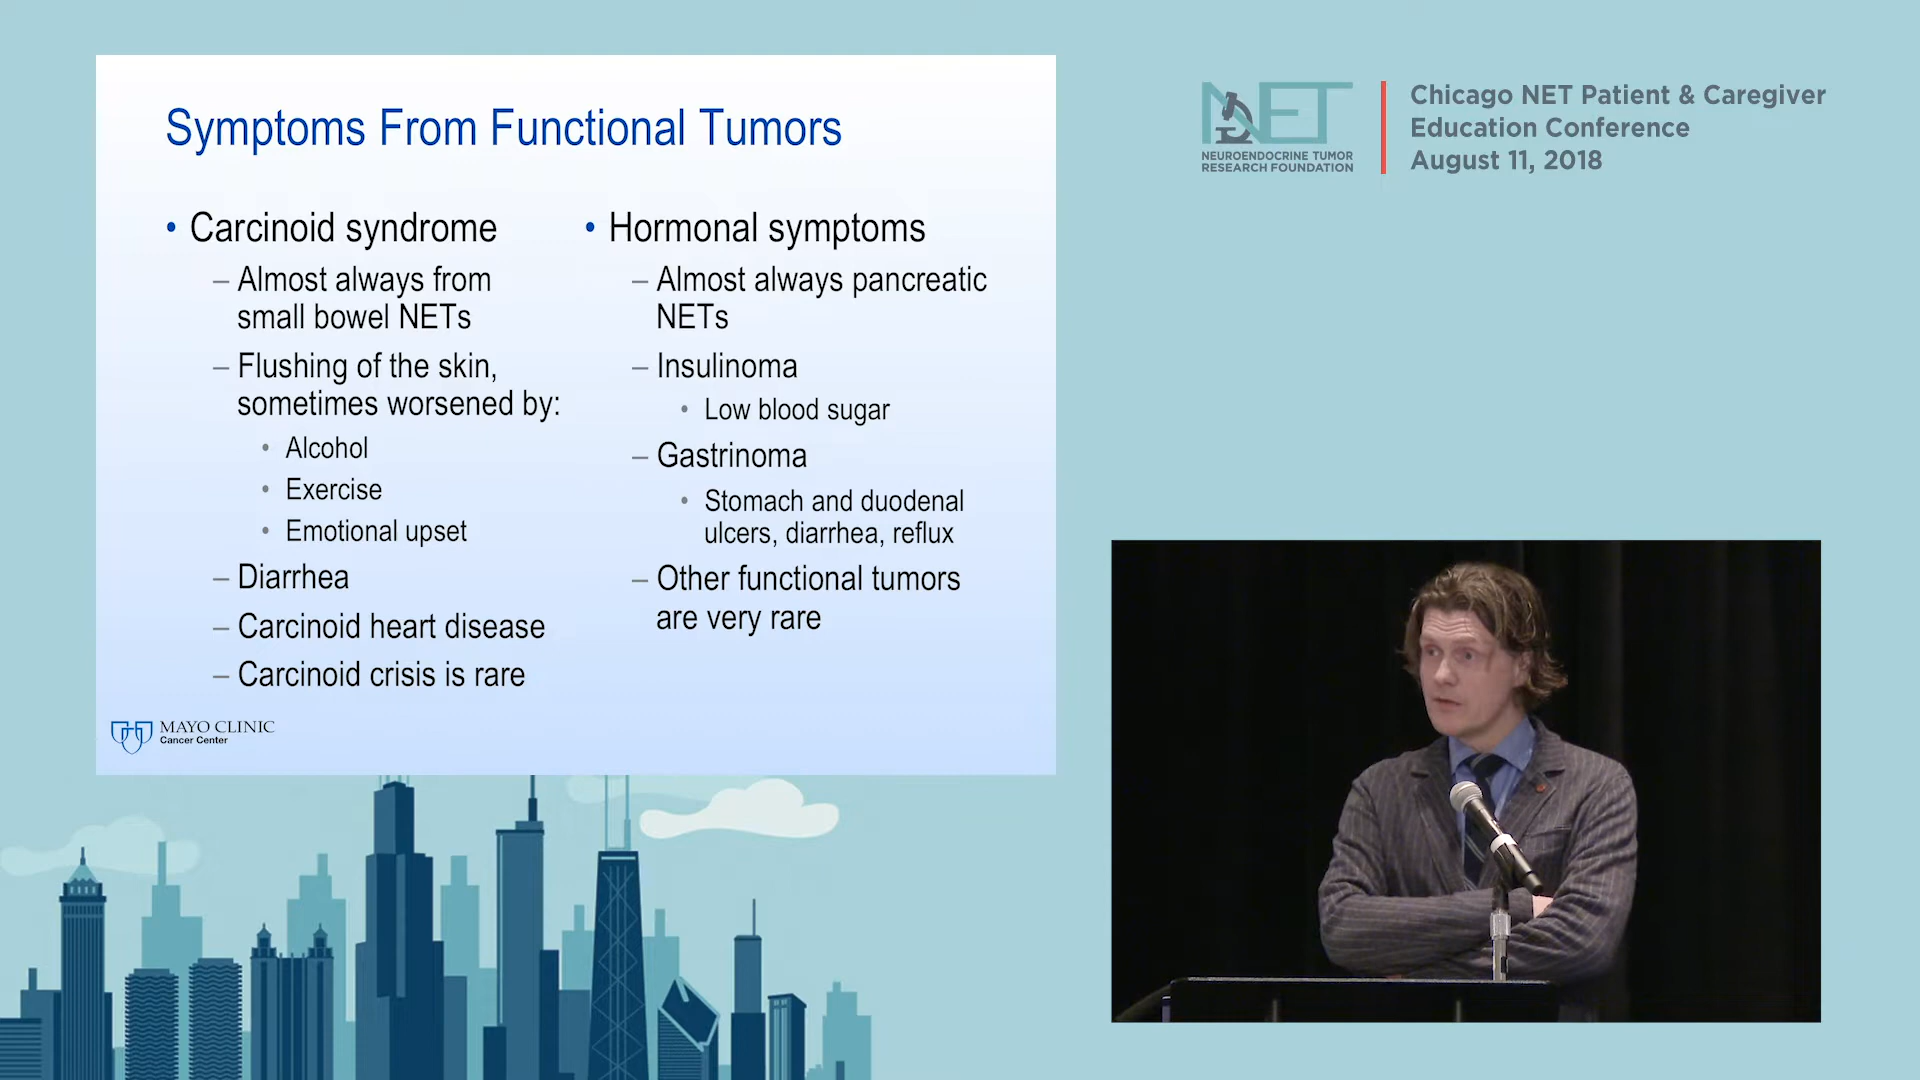 Symptoms From Functional Tumors
• Carcinoid syndrome
– Almost always from
small bowel NETs
– Flushing of the skin,
sometimes worsened by:
• Alcohol
• Exercise
• Emotional upset
– Diarrhea
– Carcinoid heart disease
– Carcinoid crisis is rare
• Hormonal symptoms
– Almost always pancreatic
NETs
– Insulinoma
• Low blood sugar
– Gastrinoma
• Stomach and duodenal
ulcers, diarrhea, reflux
– Other functional tumors
are very rare
MAYO CLINIC
Cancer Center
NET
NEUROENDOCRINE TUMOR
RESEARCH FOUNDATION
Chicago NET Patient & Caregiver
Education Conference
August 11, 2018